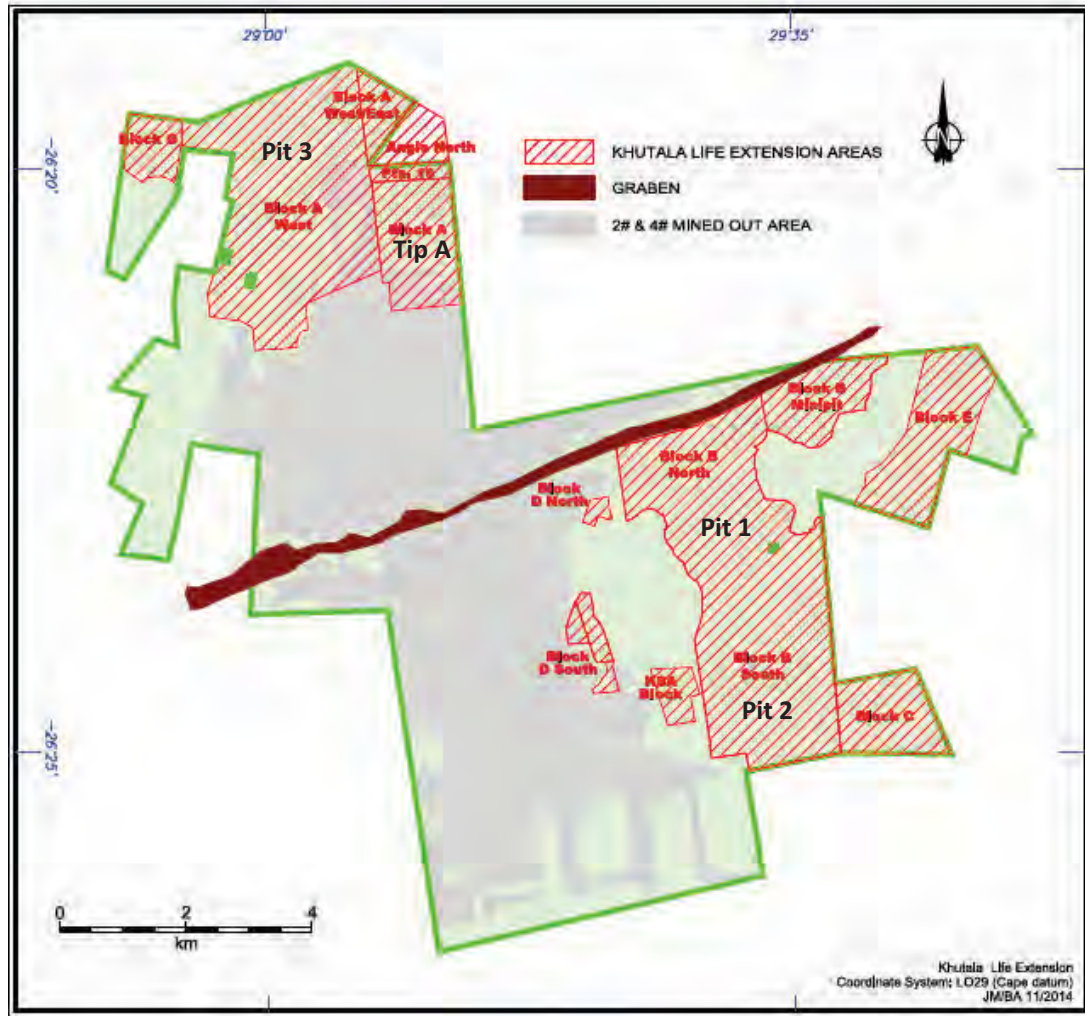 29°00'
29°35'
Block A
West East
Block G
Pit 3
Anglo North
KHUTALA LIFE EXTENSION AREAS
-26°20'
GRABEN
Block A
West
2# & 4# MINED OUT AREA
Block A
Tip A
Minipit
Block E
Block B
North
Block
D North
Pit 1
Block
D South
Block B
South
KSA
Block
Pit 2
Block C
-26°25'
0 2 4
km
Khutala Life Extension
Coordinate System: LO29 (Cape datum)
JM/BA 11/2014